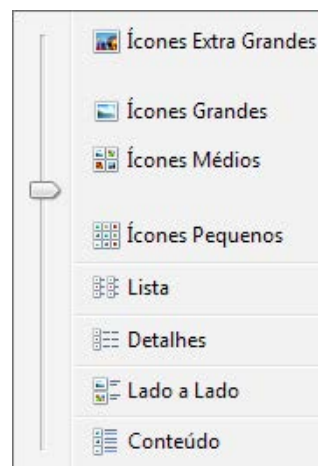 Ícones Extra Grandes
Ícones Grandes
Ícones Médios
Ícones Pequenos
Lista
Detalhes
Lado a Lado
Conteúdo